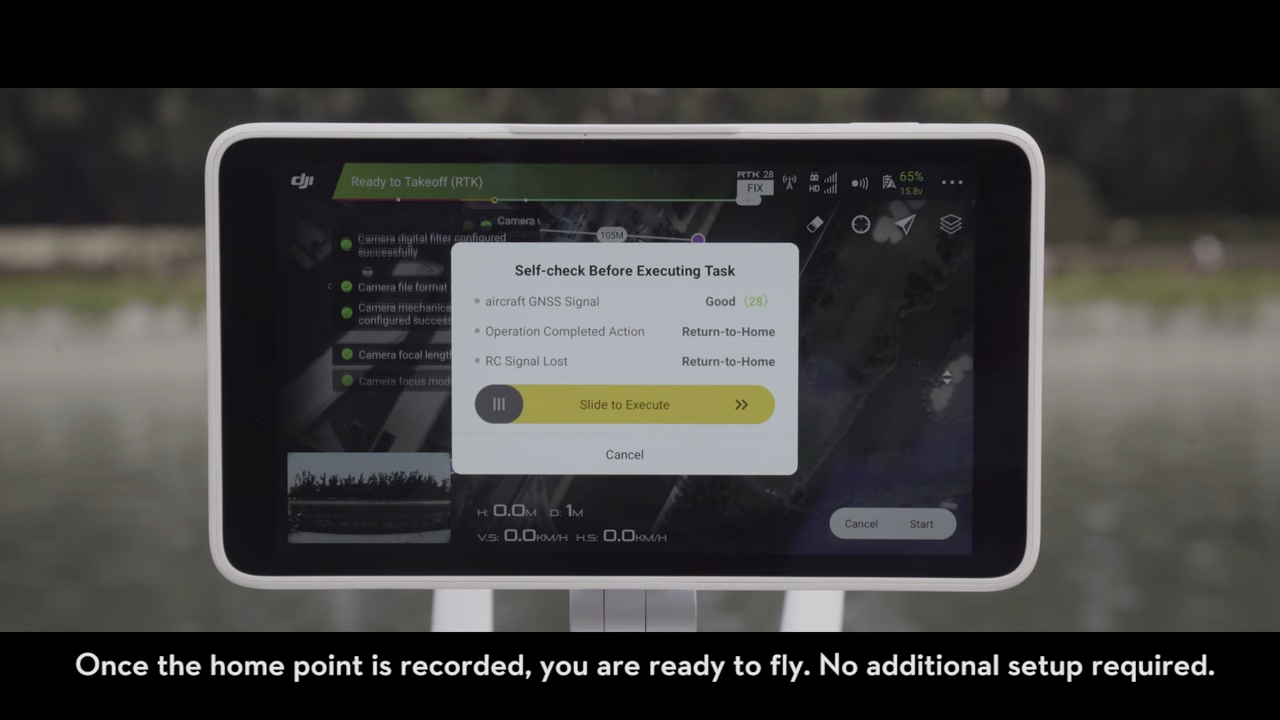 dji
Ready to Takeoff (RTK)
RTK 28
FIX
HD
65%
15.8V
Camera
105M
Camera digital filter configured
successfully
Camera file format
Camera mechanica
configured success
Camera focal length
Camera focus mod
Self-check Before Executing Task
aircraft GNSS Signal
Good (28)
Operation Completed Action
Return-to-Home
RC Signal Lost
Return-to-Home
Slide to Execute
Cancel
H: 0.0M D: 1M
V.S: 0.0KM/H H.S: 0.0KM/H
Cancel
Start
Once the home point is recorded, you are ready to fly. No additional setup required.